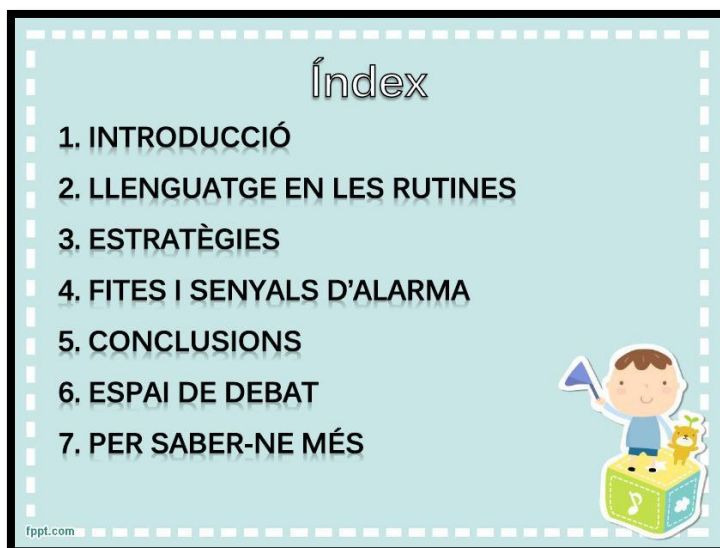 Índex
1. INTRODUCCIÓ
2. LLENGUATGE EN LES RUTINES
3. ESTRATÈGIES
4. FITES I SENYALS D'ALARMA
5. CONCLUSIONS
6. ESPAI DE DEBAT
7. PER SABER-NE MÉS
fppt.com